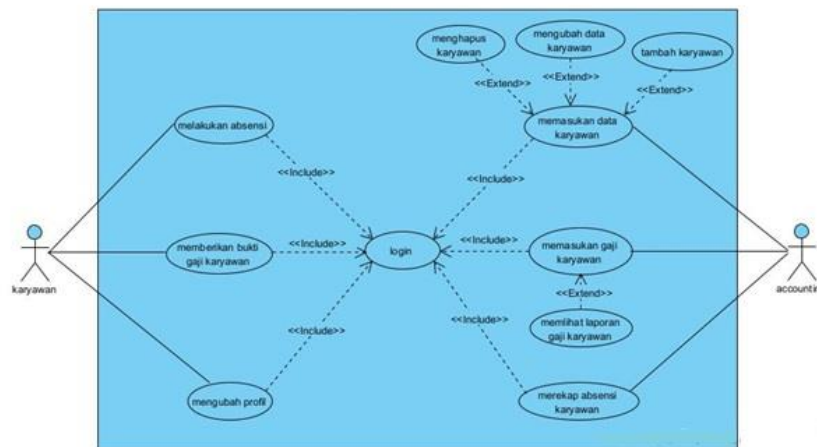 menghapus
karyawan
mengubah data
karyawan
tambah karyawan
<<Extend>>
<<Extend>>
<<Extend>>
melakukan absensi
memasukan data
karyawan
<<Include>>
<<Include>>
karyawan
memberikan bukti
gaji karyawan
<<Include>>
login
<<Include>>
memasukan gaji
karyawan
accountin
<<Extend>>
<<Include>>
<<Include>>
memlihat laporan
gaji karyawan
mengubah profil
merekap absensi
karyawan